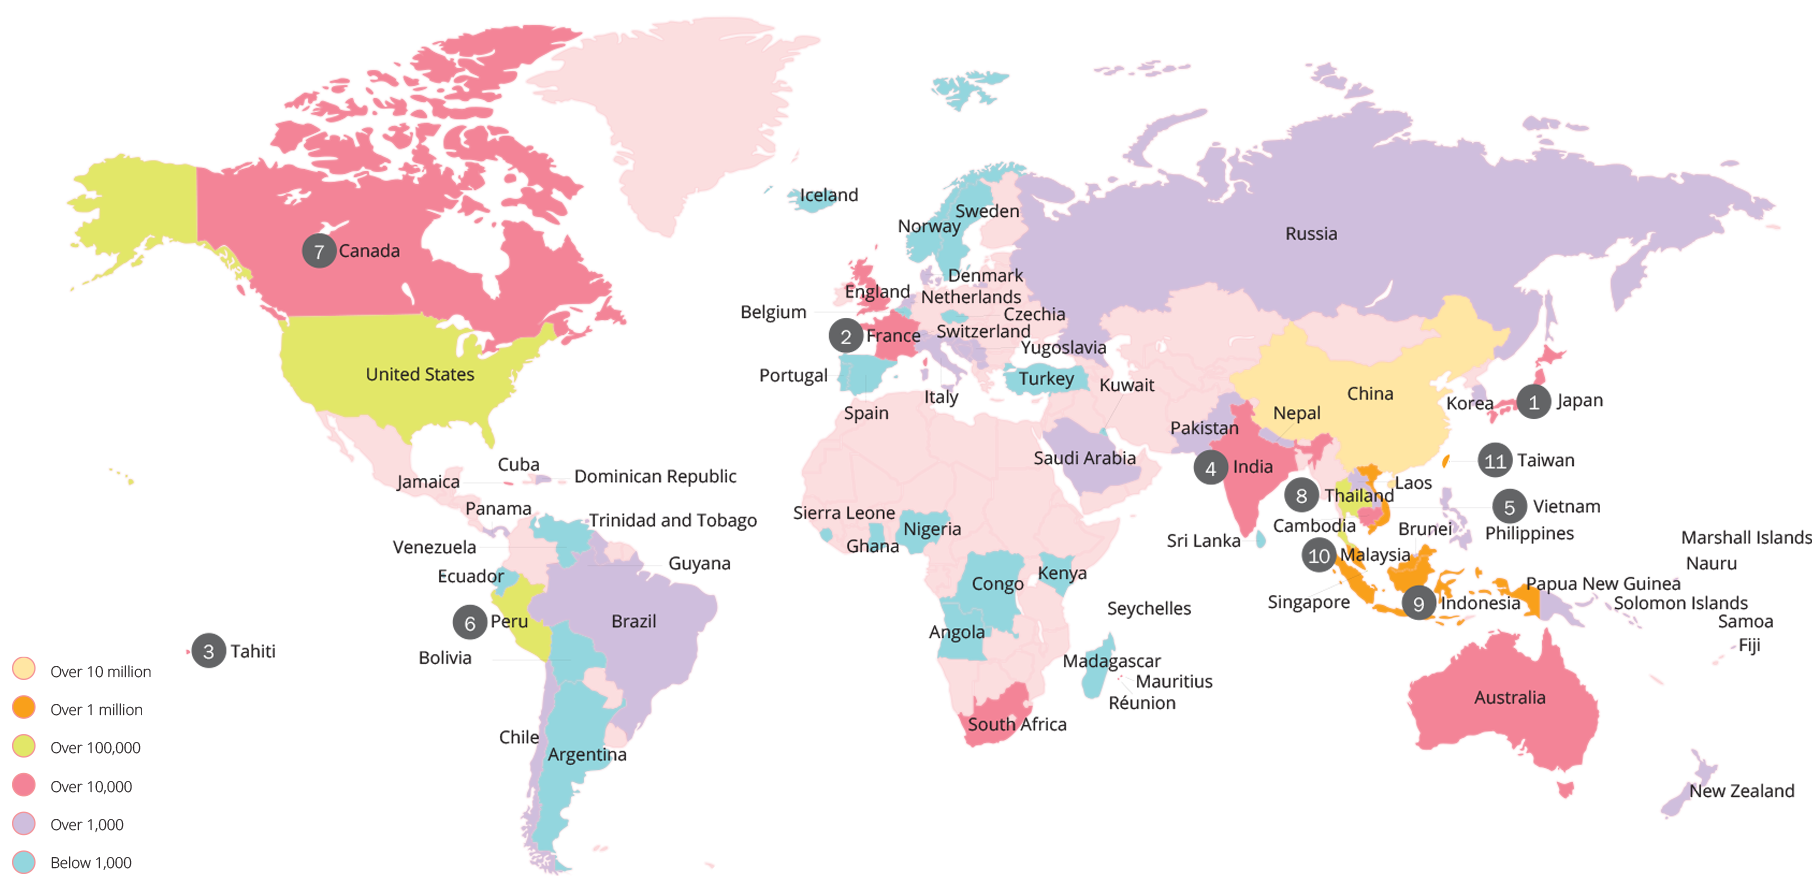 Iceland
Sweden
Norway
Russia
7 Canada
Denmark
England
Netherlands
Belgium
Czechia
2 France
Switzerland
Yugoslavia
United States
Portugal
Turkey
Kuwait
China
Italy
Spain
Korea
1 Japan
Nepal
Pakistan
Saudi Arabia
4 India
11 Taiwan
Cuba
Dominican Republic
Jamaica
Laos
8 Thailand
Panama
5 Vietnam
Sierra Leone
Trinidad and Tobago
Nigeria
Cambodia
Brunei
Philippines
Ghana
Sri Lanka
Marshall Islands
Venezuela
10 Malaysia
Guyana
Nauru
Ecuador
Kenya
Congo
Papua New Guinea
Singapore
9 Indonesia
Solomon Islands
Seychelles
6 Peru
Brazil
Samoa
Angola
Fiji
3 Tahiti
Bolivia
Madagascar
Mauritius
Réunion
Australia
South Africa
Chile
Argentina
New Zealand
Over 10 million
Over 1 million
Over 100,000
Over 10,000
Over 1,000
Below 1,000